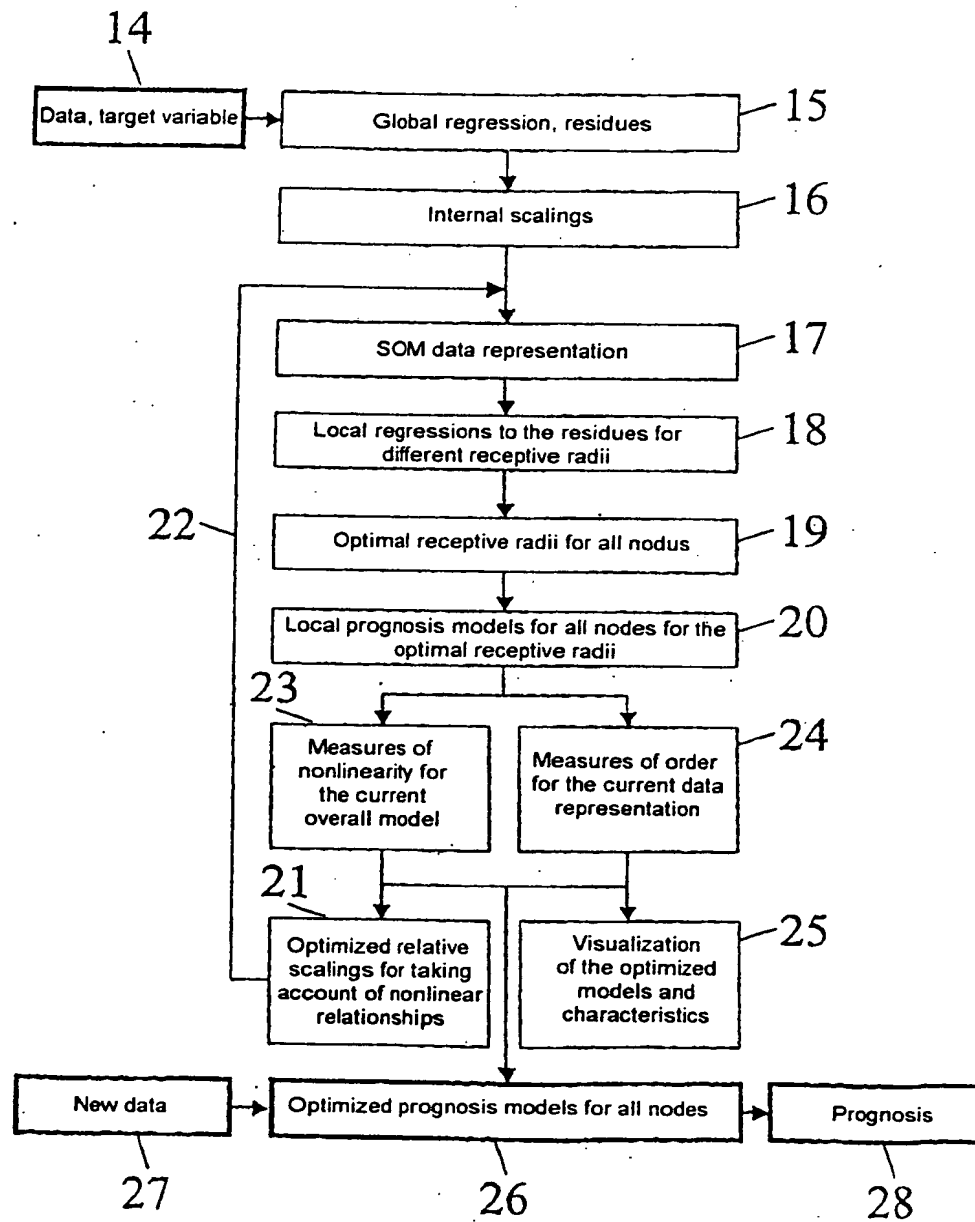 14
Data, target variable
Global regression, residues
15
Internal scalings
16
SOM data representation
17
Local regressions to the residues for
different receptive radii
18
22
Optimal receptive radii for all nodus
19
Local prognosis models for all nodes for the
optimal receptive radii
20
23
Measures of
nonlinearity for
the current
overall model
Measures of order
for the current data
representation
24
21
Optimized relative
scalings for taking
account of nonlinear
relationships
Visualization
of the optimized
models and
characteristics
25
New data
Optimized prognosis models for all nodes
Prognosis
27
26
28